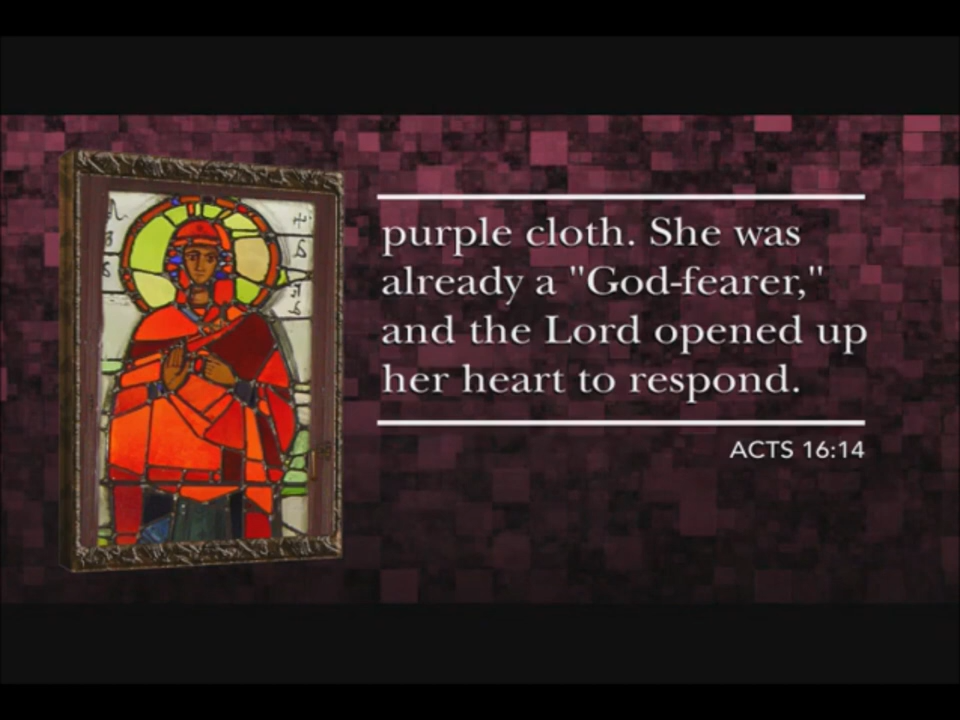 purple cloth. She was
already a "God-fearer,"
and the Lord opened up
her heart to respond.
ACTS 16:14